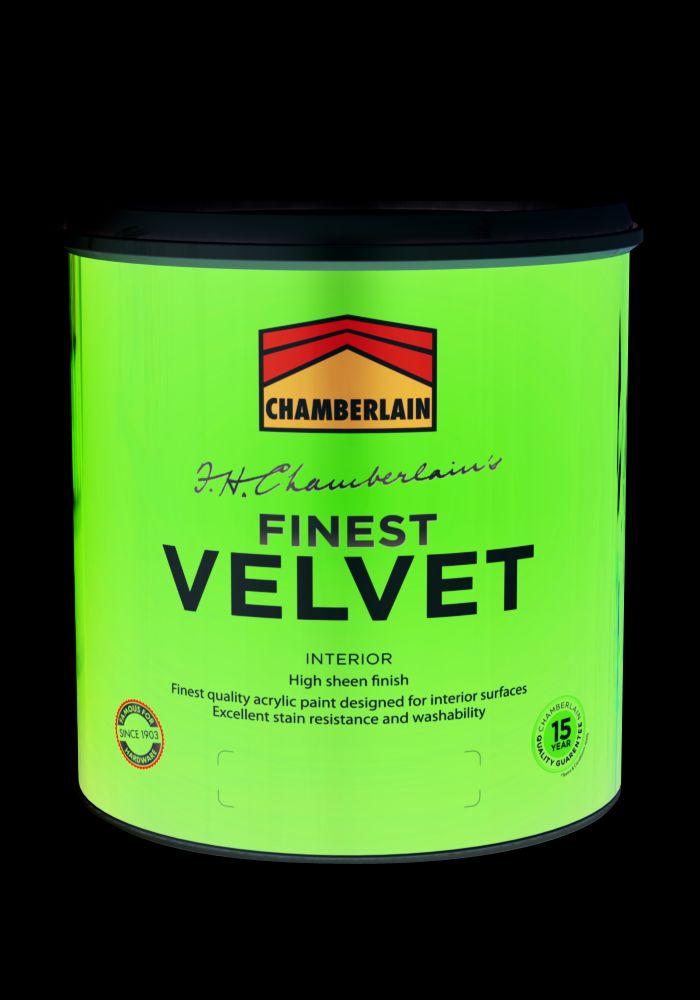 CHAMBERLAIN
F.H. Chamberlain's
FINEST
VELVET
INTERIOR
High sheen finish
Finest quality acrylic paint designed for interior surfaces
Excellent stain resistance and washability
FAMOUS FOR
SINCE 1903
HARDWARE
CHAMBERLAIN
15
YEAR
QUALITY GUARENTEE